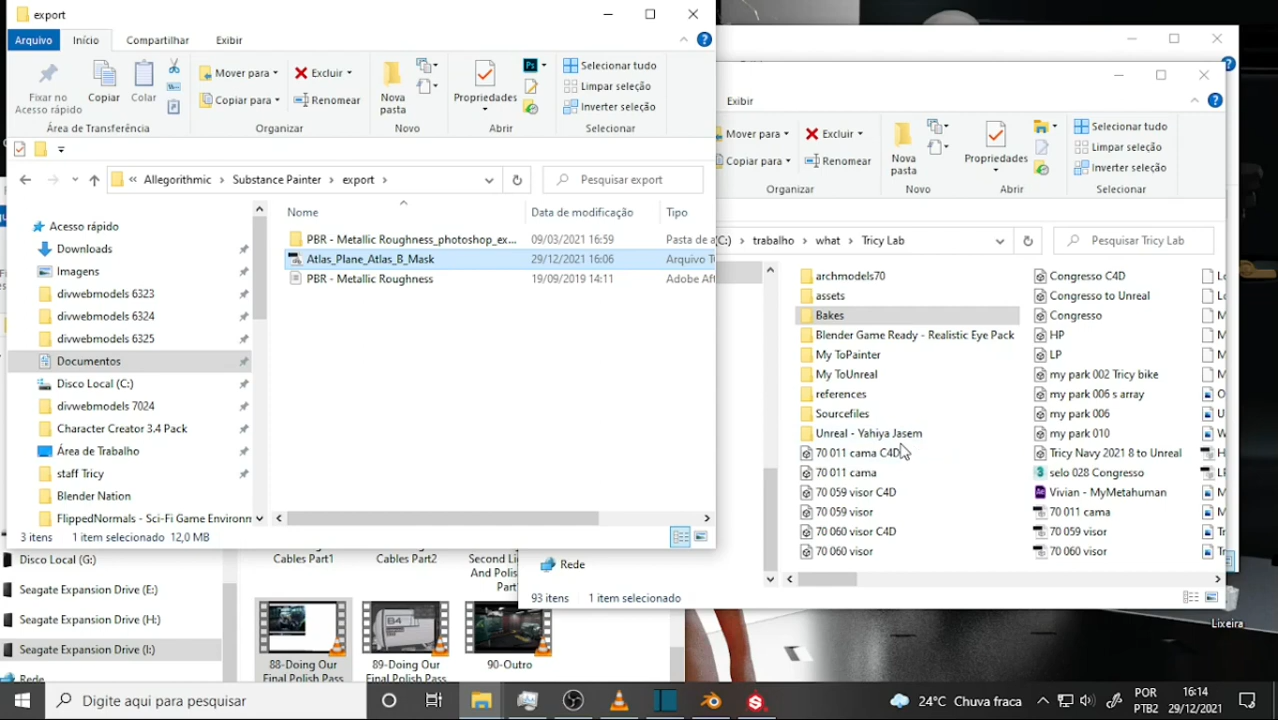 export
Arquivo
Início
Compartilhar
Exibir
Fixar no
Acesso rápido
Copiar
Colar
Mover para
Copiar para
Excluir
Renomear
Nova
pasta
Propriedades
Selecionar tudo
Limpar seleção
Inverter seleção
Área de Transferência
Organizar
Novo
Abrir
Selecionar
« Allegorithmic > Substance Painter > export >
Pesquisar export
Acesso rápido
Downloads
Imagens
divwebmodels 6323
divwebmodels 6324
divwebmodels 6325
Documentos
Disco Local (C:)
divwebmodels 7024
Character Creator 3.4 Pack
Área de Trabalho
staff Tricy
Blender Nation
FlippedNormals - Sci-Fi Game Environm
Nome
Data de modificação
Tipo
PBR - Metallic Roughness_photoshop_ex...
09/03/2021 16:59
Pasta de a
Atlas_Plane_Atlas_B_Mask
29/12/2021 16:06
Arquivo T
PBR - Metallic Roughness
19/09/2019 14:11
Adobe Aft
3 itens
1 item selecionado 12,0 MB
Exibir
Mover para
Copiar para
Excluir
Renomear
Nova
pasta
Propriedades
Selecionar tudo
Limpar seleção
Inverter seleção
Organizar
Novo
Abrir
Selecionar
(C:) > trabalho > what > Tricy Lab
Pesquisar Tricy Lab
archmodels70
assets
Bakes
Blender Game Ready - Realistic Eye Pack
My ToPainter
My ToUnreal
references
Sourcefiles
Unreal - Yahiya Jasem
70 011 cama C4D
70 011 cama
70 059 visor C4D
70 059 visor
70 060 visor C4D
70 060 visor
Congresso C4D
Congresso to Unreal
Congresso
HP
LP
my park 002 Tricy bike
my park 006 s array
my park 006
my park 010
Tricy Navy 2021 8 to Unreal
selo 028 Congresso
Vivian - MyMetahuman
70 011 cama
70 059 visor
70 060 visor
Rede
93 itens
1 item selecionado
Disco Local (G:)
Seagate Expansion Drive (E:)
Seagate Expansion Drive (H:)
Seagate Expansion Drive (I:)
Rede
Cables Part1
Cables Part2
Second L
And Polis
Part
88-Doing Our
Final Polish Pass
89-Doing Our
Final Polish Pass
90-Outro
Lixeira
Digite aqui para pesquisar
24°C Chuva fraca
POR
PTB2
16:14
29/12/2021